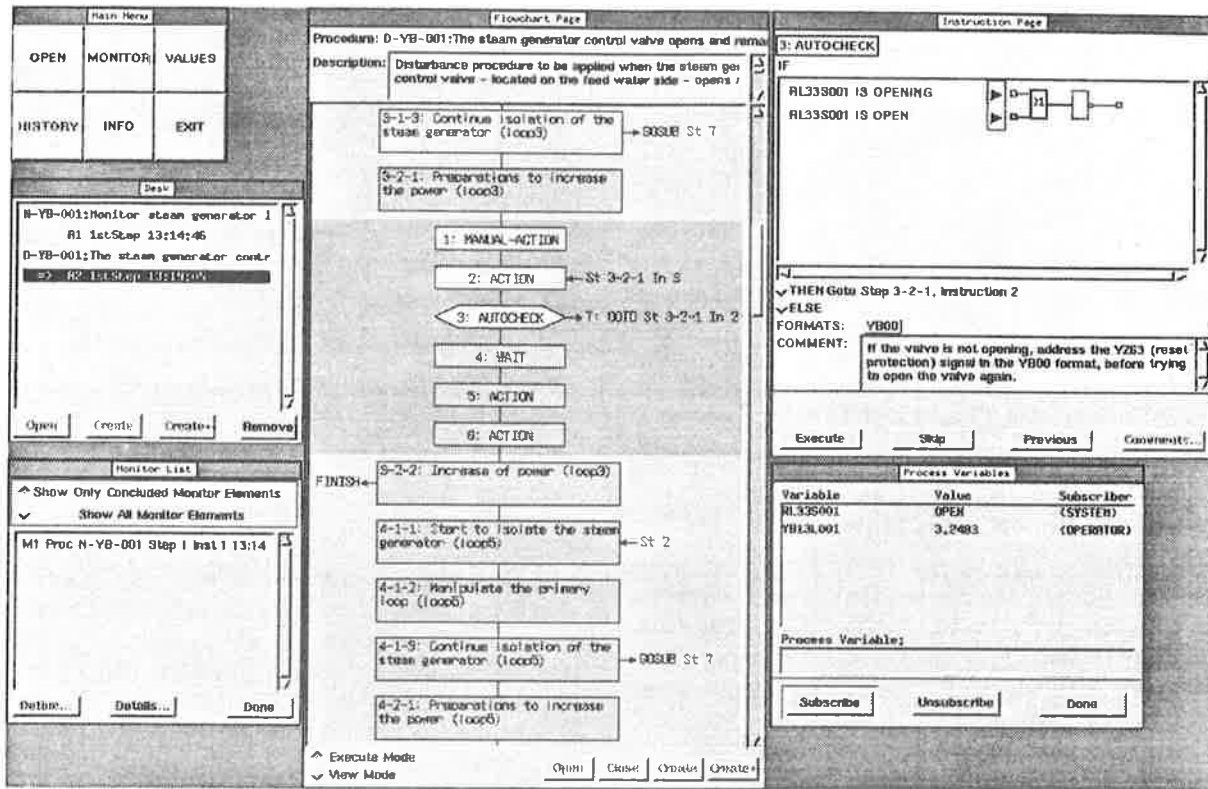 Main Menu
OPEN
MONITOR
VALUES
HISTORY
INFO
EXIT
Desk
N-YB-001:Monitor steam generator l
A1 1stStep 13:14:46
D-YB-001:The steam generator contr
=> A2 1stStep
Open
Create
Create+
Remove
Monitor List
Show Only Concluded Monitor Elements
Show All Monitor Elements
M1 Proc N-YB-001 Step 1 Inst 1 13:14
Define...
Details...
Done
Flowchart Page
Procedure: D-YB-001:The steam generator control valve opens and remai
Description:
Disturbance procedure to be applied when the steam gen
control valve - located on the feed water side - opens
3-1-3: Continue isolation of the
steam generator (loop3)
GOSUB St 7
3-2-1: Preparations to increase
the power (loop3)
1: MANUAL-ACTION
2: ACTION
St 3-2-1 In 3
3: AUTOCHECK
T: GOTO St 3-2-1 In 2
4: WAIT
5: ACTION
6: ACTION
3-2-2: Increase of power (loop3)
FINISH
4-1-1: Start to isolate the steam
generator (loop5)
St 2
4-1-2: Manipulate the primary
loop (loop5)
4-1-3: Continue isolation of the
steam generator (loop5)
GOSUB St 7
4-2-1: Preparations to increase
the power (loop5)
Execute Mode
View Mode
Open
Close
Create
Create+
Instruction Page
3: AUTOCHECK
IF
RL33S001 IS OPENING
RL33S001 IS OPEN
THEN Goto Step 3-2-1, Instruction 2
ELSE
FORMATS: YB00
COMMENT:
If the valve is not opening, address the YZ63 (reset
protection) signal in the YB00 format, before trying
to open the valve again.
Execute
Skip
Previous
Comments...
Process Variables
Variable Value Subscriber
RL33S001 OPEN (SYSTEM)
YB13L001 3.2483 (OPERATOR)
Process Variable:
Subscribe
Unsubscribe
Done